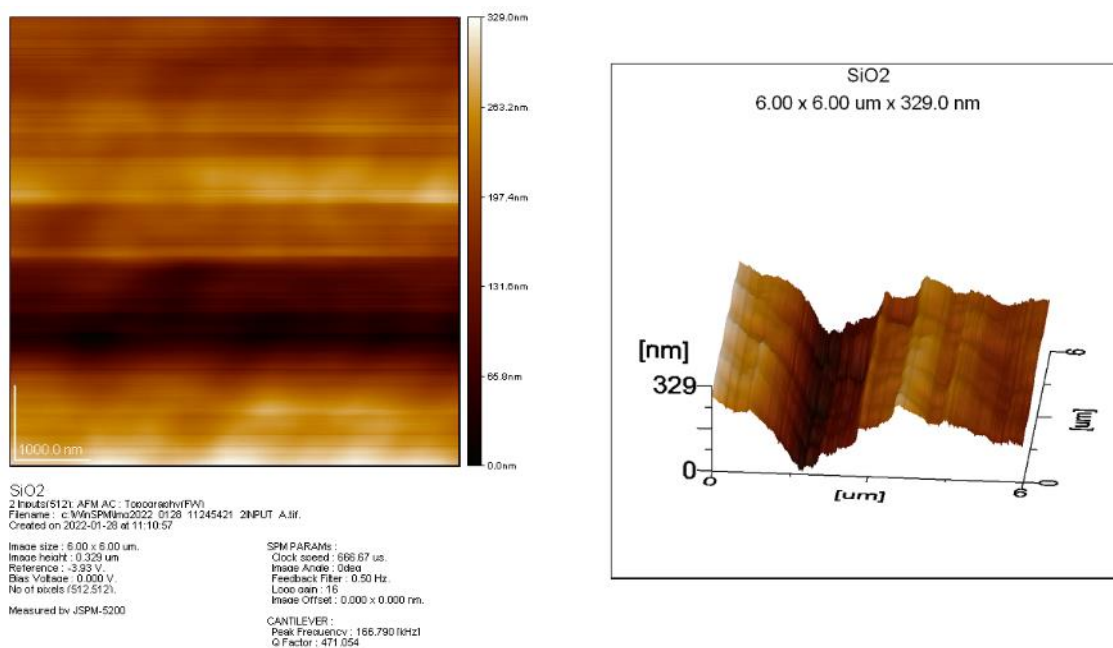 329.0nm
263.2nm
197.4nm
131.6nm
65.8nm
0.0nm
1000.0 nm
SiO2
2 Inputs(512): AFM AC : Topography(FW)
Filename : c:\WinSPM\Img2022_0128_11245421_2INPUT_A.tif.
Created on 2022-01-28 at 11:10:57
Image size : 6.00 x 6.00 um.
Image height : 0.329 um
Reference : -3.93 V.
Bias Voltage : 0.000 V.
No of pixels (512,512).
Measured by JSPM-5200
SPM PARAMs :
Clock speed : 666.67 us.
Image Angle : 0deg
Feedback Filter : 0.50 Hz.
Loop gain : 16
Image Offset : 0.000 x 0.000 nm.
CANTILEVER :
Peak Frequency : 166.790 [kHz]
Q Factor : 471.054
SiO2
6.00 x 6.00 um x 329.0 nm
[nm]
329
0
0
[um]
6
0
[um]
6